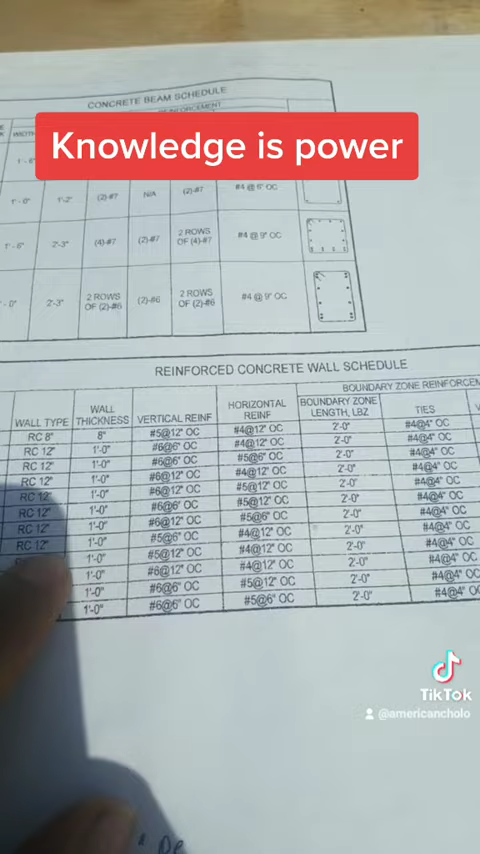 CONCRETE BEAM SCHEDULE
REINFORCEMENT
Knowledge is power
WIDTH
1'-0" 1'-2" (2)-#7 N/A (2)-#7 #4 @ 6" OC
1'-6" 2'-3" (4)-#7 (2)-#7 2 ROWS OF (4)-#7 #4 @ 9" OC
-0" 2'-3" 2 ROWS OF (2)-#6 (2)-#6 2 ROWS OF (2)-#6 #4 @ 9" OC
REINFORCED CONCRETE WALL SCHEDULE
BOUNDARY ZONE REINFORCEM
WALL TYPE WALL THICKNESS VERTICAL REINF HORIZONTAL REINF BOUNDARY ZONE LENGTH, LBZ TIES
RC 8" 8" #5@12" OC #4@12" OC 2'-0" #4@4" OC
RC 12" 1'-0" #6@6" OC #4@12" OC 2'-0" #4@4" OC
RC 12" 1'-0" #6@6" OC #5@6" OC 2'-0" #4@4" OC
RC 12" 1'-0" #6@12" OC #4@12" OC 2'-0" #4@4" OC
RC 12" 1'-0" #6@12" OC #5@12" OC 2'-0" #4@4" OC
RC 12" 1'-0" #6@6" OC #5@12" OC 2'-0" #4@4" OC
RC 12" 1'-0" #6@12" OC #5@6" OC 2'-0" #4@4" OC
RC 12" 1'-0" #5@6" OC #4@12" OC 2'-0" #4@4" OC
1'-0" #5@12" OC #4@12" OC 2'-0" #4@4" OC
1'-0" #6@12" OC #4@12" OC 2'-0" #4@4" OC
1'-0" #6@6" OC #5@12" OC 2'-0" #4@4" OC
1'-0" #6@6" OC #5@6" OC 2'-0" #4@4" OC
TikTok
@americancholo